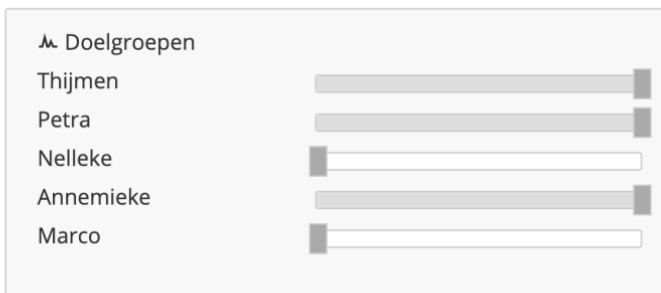 Doelgroepen
Thijmen
Petra
Nelleke
Annemieke
Marco